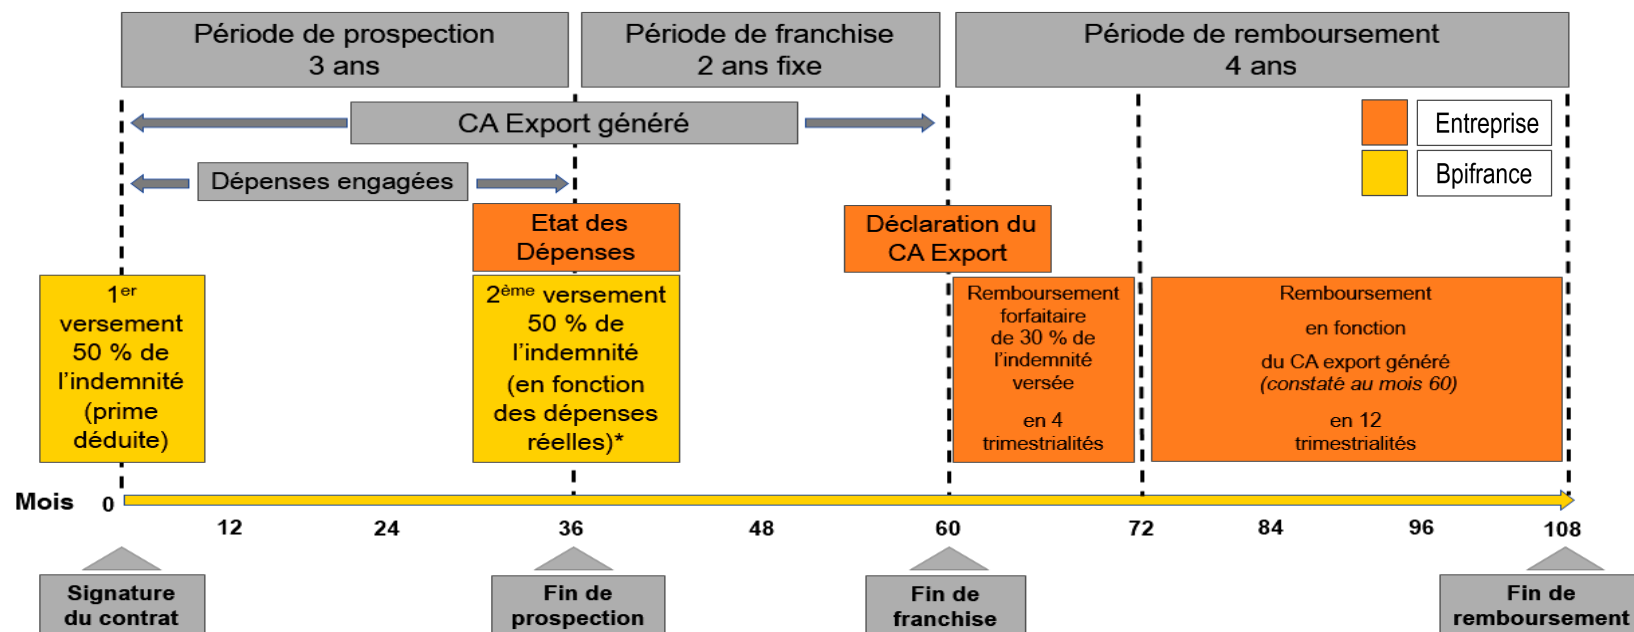 Période de prospection
3 ans
Période de franchise
2 ans fixe
Période de remboursement
4 ans
CA Export généré
Entreprise
Bpifrance
Dépenses engagées
Etat des
Dépenses
Déclaration du
CA Export
1er
versement
50 % de
l'indemnité
(prime
déduite)
2ème versement
50 % de
l'indemnité
(en fonction
des dépenses
réelles)*
Remboursement
forfaitaire
de 30 % de
l'indemnité
versée
en 4
trimestrialités
Remboursement
en fonction
du CA export généré
(constaté au mois 60)
en 12
trimestrialités
Mois 0
12 24 36 48 60 72 84 96 108
Signature
du contrat
Fin de
prospection
Fin de
franchise
Fin de
remboursement